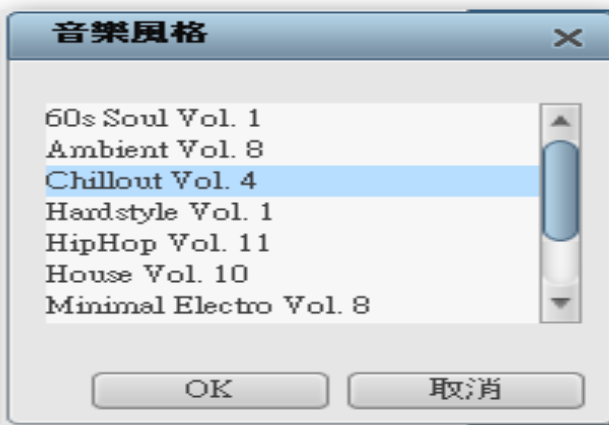 音樂風格
60s Soul Vol. 1
Ambient Vol. 8
Chillout Vol. 4
Hardstyle Vol. 1
HipHop Vol. 11
House Vol. 10
Minimal Electro Vol. 8
OK 取消